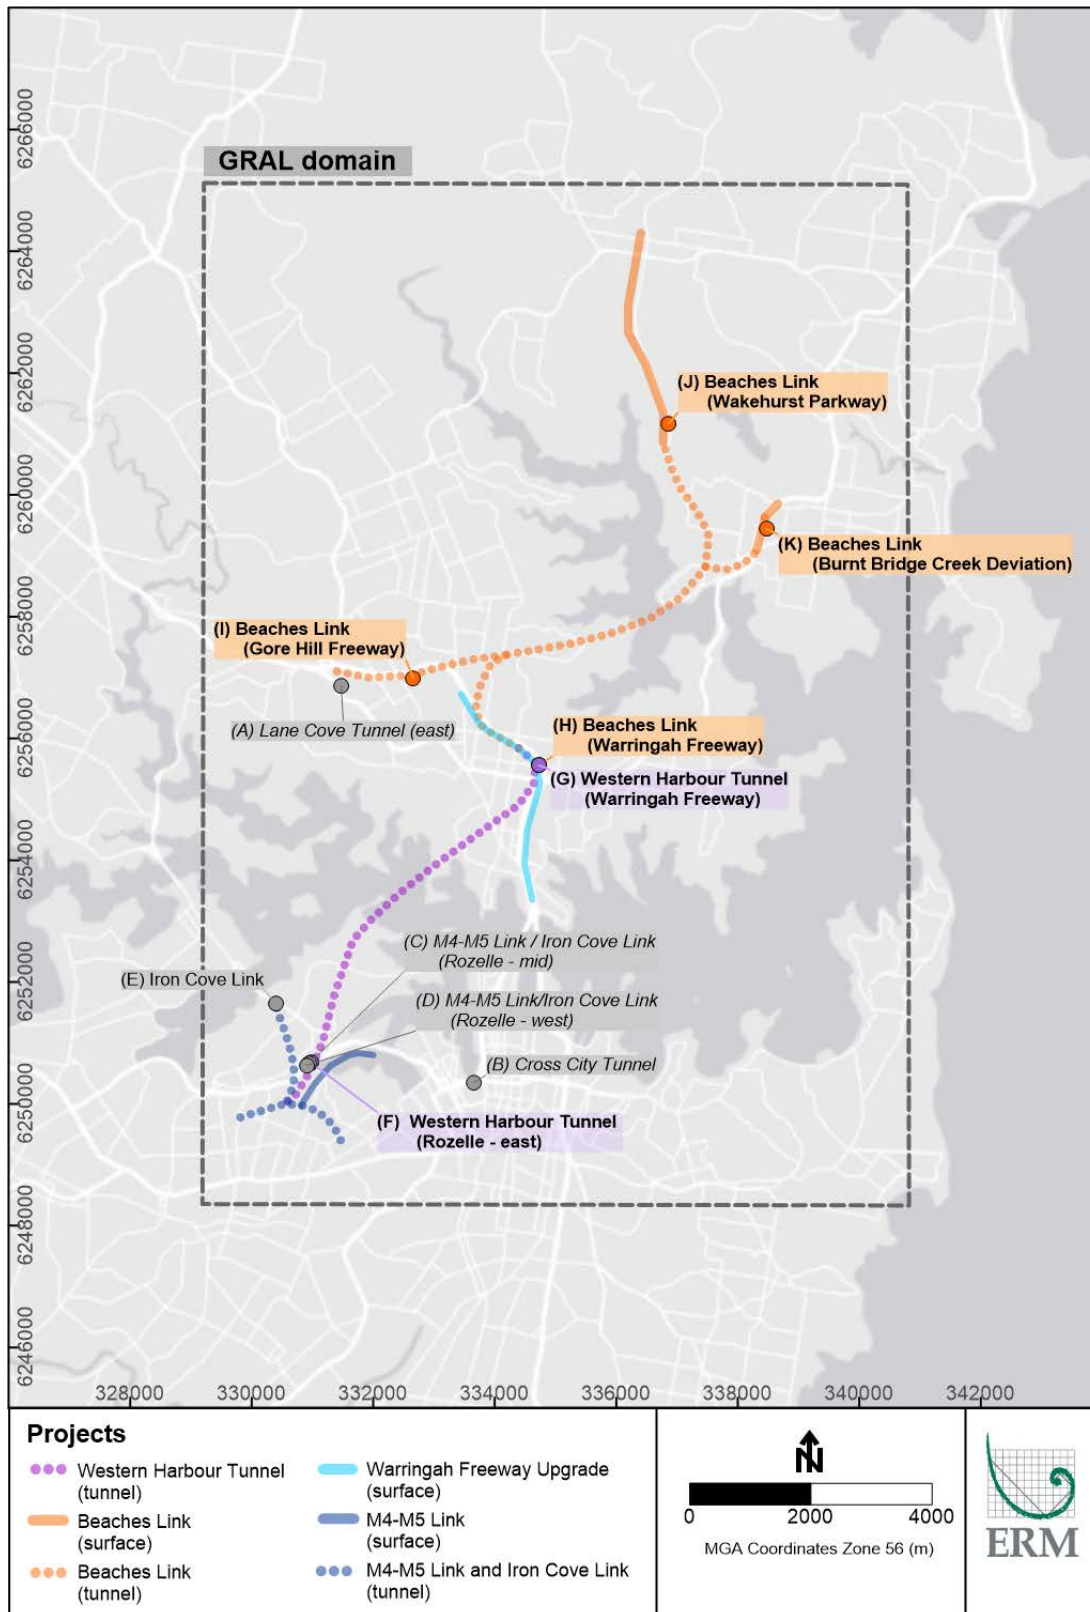 GRAL domain
6266000
6264000
6262000
6260000
6258000
6256000
6254000
6252000
6250000
6248000
6246000
(J) Beaches Link
(Wakehurst Parkway)
(K) Beaches Link
(Burnt Bridge Creek Deviation)
(I) Beaches Link
(Gore Hill Freeway)
(A) Lane Cove Tunnel (east)
(H) Beaches Link
(Warringah Freeway)
(G) Western Harbour Tunnel
(Warringah Freeway)
(C) M4-M5 Link / Iron Cove Link
(Rozelle - mid)
(E) Iron Cove Link
(D) M4-M5 Link/Iron Cove Link
(Rozelle - west)
(B) Cross City Tunnel
(F) Western Harbour Tunnel
(Rozelle - east)
328000 330000 332000 334000 336000 338000 340000 342000
Projects
Western Harbour Tunnel
(tunnel)
Beaches Link
(surface)
Beaches Link
(tunnel)
Warringah Freeway Upgrade
(surface)
M4-M5 Link
(surface)
M4-M5 Link and Iron Cove Link
(tunnel)
N
0 2000 4000
MGA Coordinates Zone 56 (m)
ERM